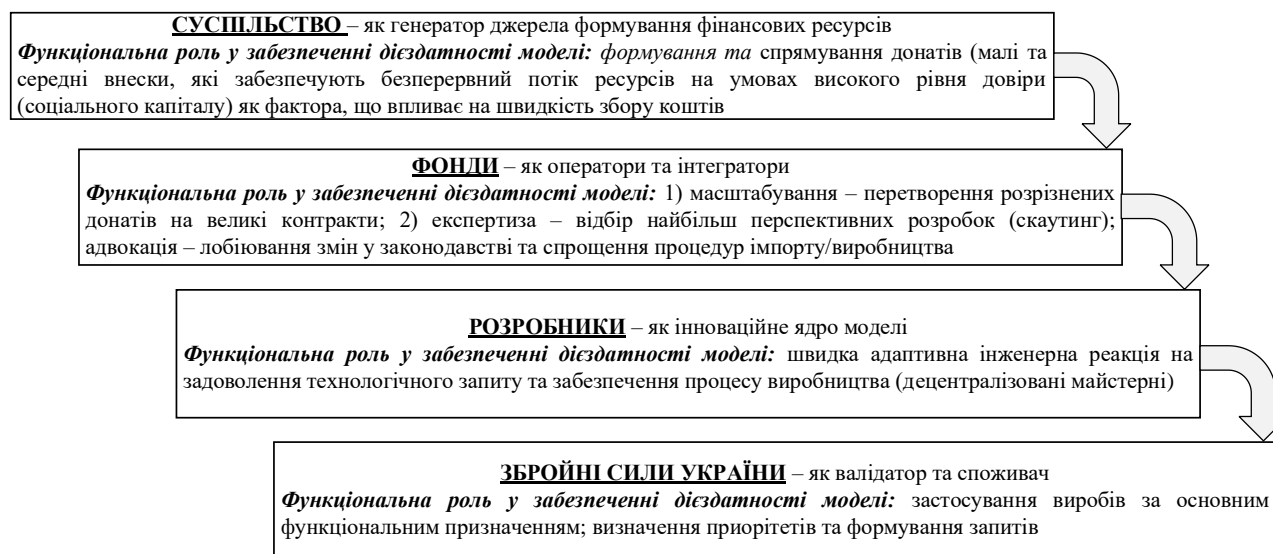 СУСПІЛЬСТВО – як генератор джерела формування фінансових ресурсів
Функціональна роль у забезпеченні дієздатності моделі: формування та спрямування донатів (малі та
середні внески, які забезпечують безперервний потік ресурсів на умовах високого рівня довіри
(соціального капіталу) як фактора, що впливає на швидкість збору коштів
ФОНДИ – як оператори та інтегратори
Функціональна роль у забезпеченні дієздатності моделі: 1) масштабування – перетворення розрізнених
донатів на великі контракти; 2) експертиза – відбір найбільш перспективних розробок (скаутинг);
адвокація – лобіювання змін у законодавстві та спрощення процедур імпорту/виробництва
РОЗРОБНИКИ – як інноваційне ядро моделі
Функціональна роль у забезпеченні дієздатності моделі: швидка адаптивна інженерна реакція на
задоволення технологічного запиту та забезпечення процесу виробництва (децентралізовані майстерні)
ЗБРОЙНІ СИЛИ УКРАЇНИ – як валідатор та споживач
Функціональна роль у забезпеченні дієздатності моделі: застосування виробів за основним
функціональним призначенням; визначення приорітетів та формування запитів